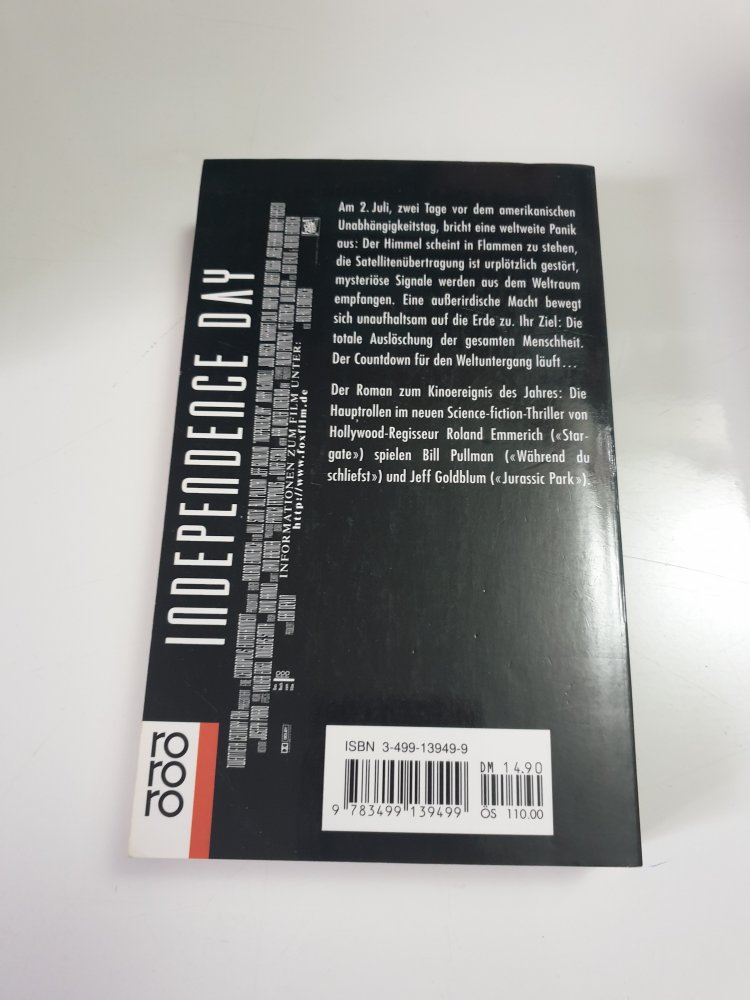 Am 2. Juli, zwei Tage vor dem amerikanischen
Unabhängigkeitstag, bricht eine weltweite Panik
aus: Der Himmel scheint in Flammen zu stehen,
die Satellitenübertragung ist urplötzlich gestört,
mysteriöse Signale werden aus dem Weltraum
empfangen. Eine außerirdische Macht bewegt
sich unaufhaltsam auf die Erde zu. Ihr Ziel: Die
totale Auslöschung der gesamten Menschheit.
Der Countdown für den Weltuntergang läuft...
Der Roman zum Kinoereignis des Jahres: Die
Hauptrollen im neuen Science-fiction-Thriller von
Hollywood-Regisseur Roland Emmerich («Star-
gate») spielen Bill Pullman («Während du
schliefst») und Jeff Goldblum («Jurassic Park»).
INDEPENDENCE DAY
INFORMATIONEN ZUM FILM UNTER:
http://www.foxfilm.de
ro
ro
ro
ISBN 3-499-13949-9
DM 14.90
9 783499 139499
ÖS 110.00